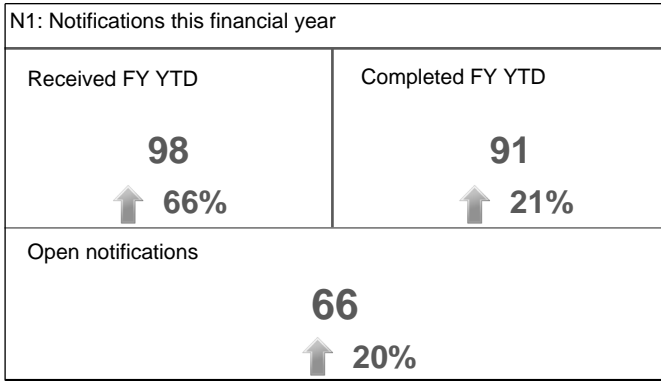 N1: Notifications this financial year
Received FY YTD
98
66%
Completed FY YTD
91
21%
Open notifications
66
20%